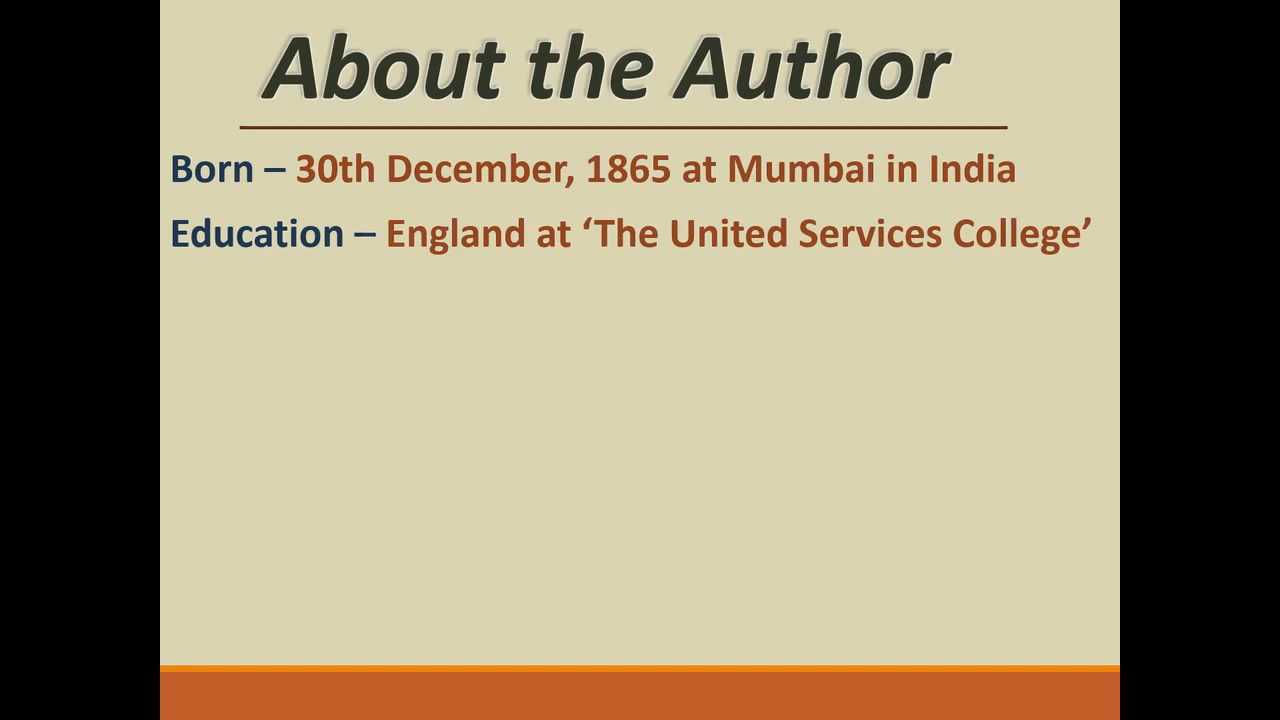 About the Author
Born – 30th December, 1865 at Mumbai in India
Education – England at ‘The United Services College’